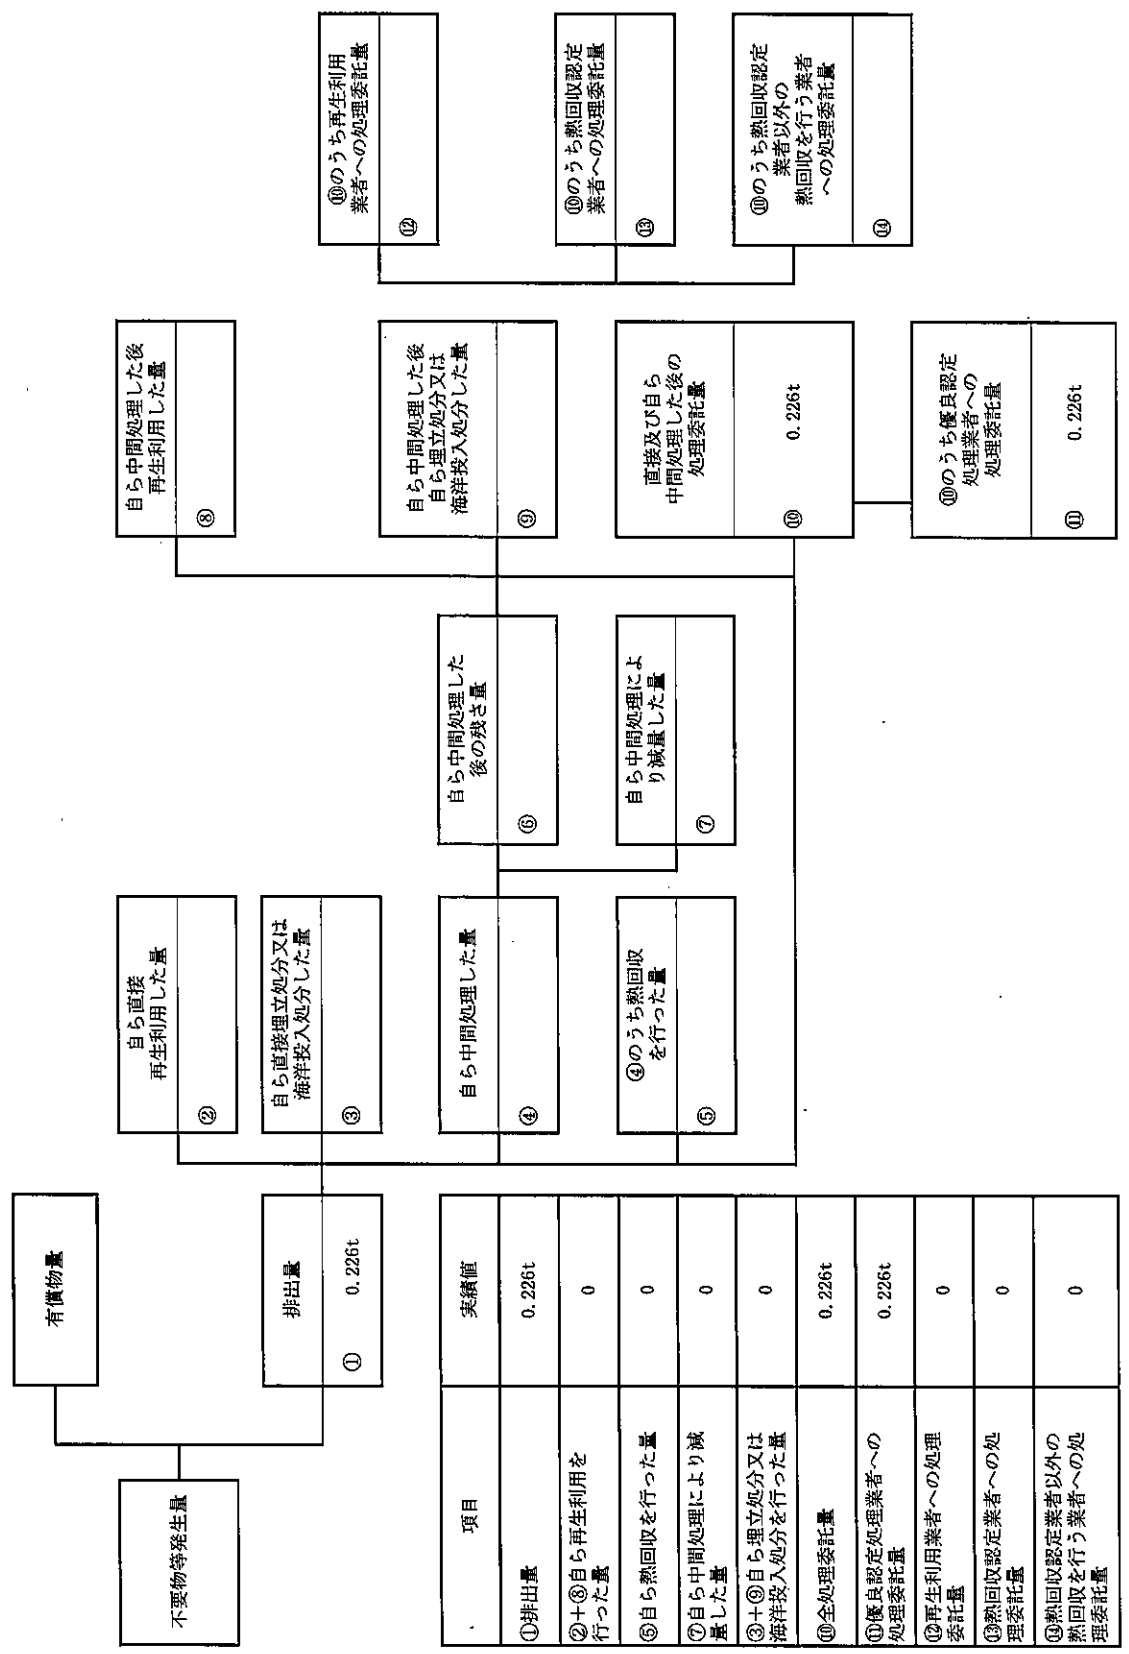 不要物等発生量
有償物量
排出量
① 0.226t
自ら直接
再生利用した量
②
自ら直接埋立処分又は
海洋投入処分した量
③
自ら中間処理した量
④
④のうち熱回収
を行った量
⑤
自ら中間処理した
後の残さ量
⑥
自ら中間処理によ
り減量した量
⑦
自ら中間処理した後
再生利用した量
⑧
自ら中間処理した後
自ら埋立処分又は
海洋投入処分した量
⑨
直接及び自ら
中間処理した後の
処理委託量
⑩ 0.226t
⑩のうち優良認定
処理業者への
処理委託量
⑪ 0.226t
⑩のうち再生利用
業者への処理委託量
⑫
⑩のうち熱回収認定
業者への処理委託量
⑬
⑩のうち熱回収認定
業者以外の
熱回収を行う業者
への処理委託量
⑭
項目 実績値
①排出量 0.226t
②+⑧自ら再生利用を
行った量 0
⑤自ら熱回収を行った量 0
⑦自ら中間処理により減
量した量 0
③+⑨自ら埋立処分又は
海洋投入処分を行った量 0
⑩全処理委託量 0.226t
⑪優良認定処理業者への
処理委託量 0.226t
⑫再生利用業者への処理
委託量 0
⑬熱回収認定業者への処
理委託量 0
⑭熱回収認定業者以外の
熱回収を行う業者への処
理委託量 0